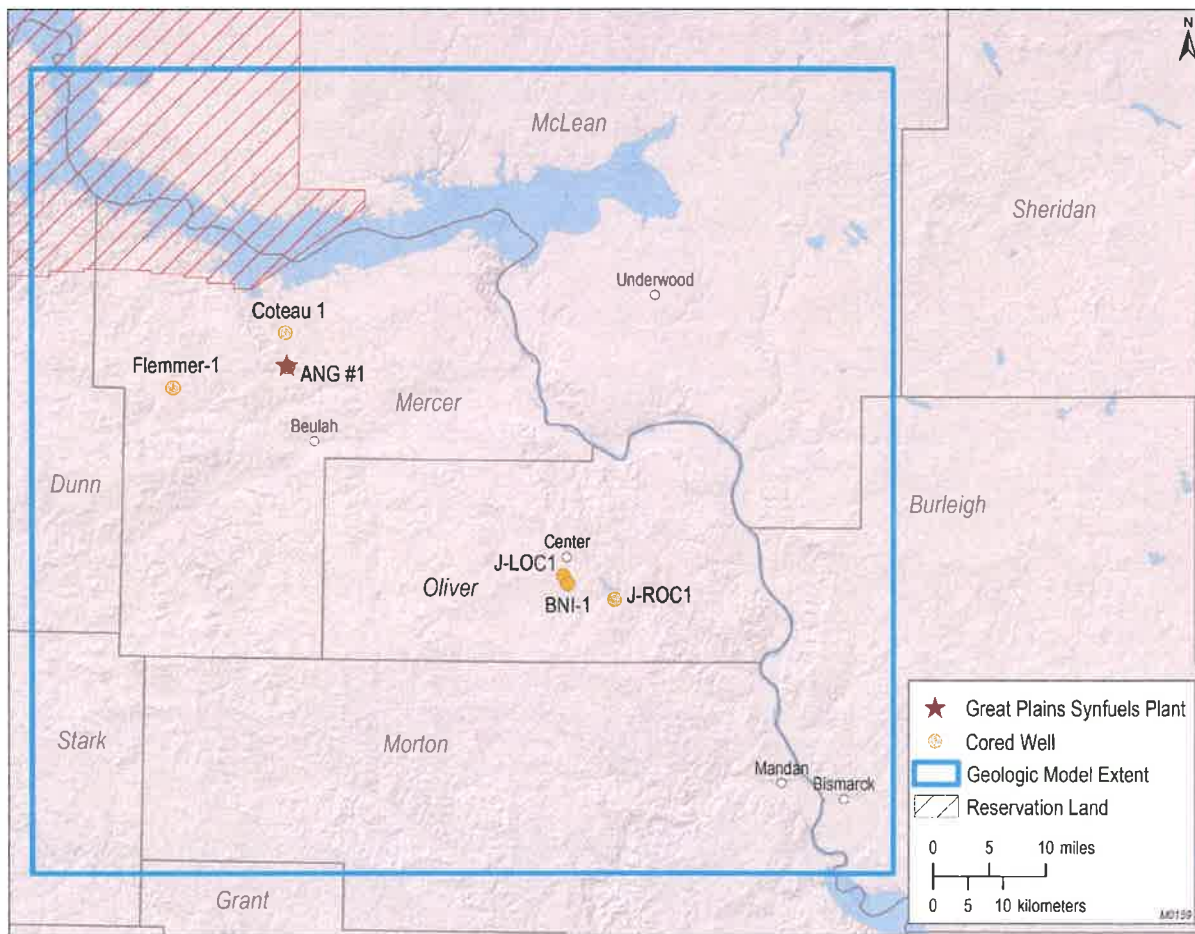 N
McLean
Sheridan
Underwood
Coteau 1
Flemmer-1
ANG #1
Mercer
Beulah
Dunn
Burleigh
Center
J-LOC1
Oliver
BNI-1
J-ROC1
Stark
Morton
Mandan
Bismarck
Grant
Great Plains Synfuels Plant
Cored Well
Geologic Model Extent
Reservation Land
0 5 10 miles
0 5 10 kilometers